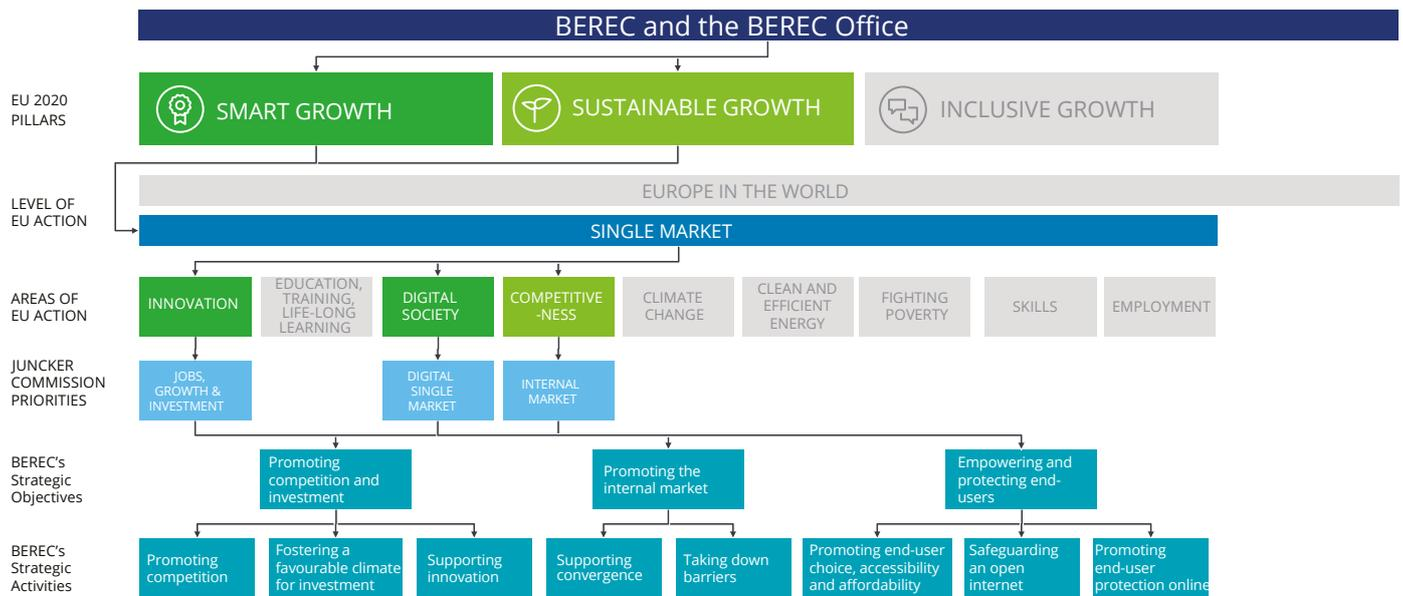 BEREC and the BEREC Office
EU 2020
PILLARS
SMART GROWTH
SUSTAINABLE GROWTH
INCLUSIVE GROWTH
LEVEL OF
EU ACTION
EUROPE IN THE WORLD
SINGLE MARKET
AREAS OF
EU ACTION
INNOVATION
EDUCATION,
TRAINING,
LIFE-LONG
LEARNING
DIGITAL
SOCIETY
COMPETITIVE
-NESS
CLIMATE
CHANGE
CLEAN AND
EFFICIENT
ENERGY
FIGHTING
POVERTY
SKILLS
EMPLOYMENT
JUNCKER
COMMISSION
PRIORITIES
JOBS,
GROWTH &
INVESTMENT
DIGITAL
SINGLE
MARKET
INTERNAL
MARKET
BEREC’s
Strategic
Objectives
Promoting
competition and
investment
Promoting the
internal market
Empowering and
protecting end-
users
BEREC’s
Strategic
Activities
Promoting
competition
Fostering a
favourable climate
for investment
Supporting
innovation
Supporting
convergence
Taking down
barriers
Promoting end-user
choice, accessibility
and affordability
Safeguarding
an open
internet
Promoting
end-user
protection online